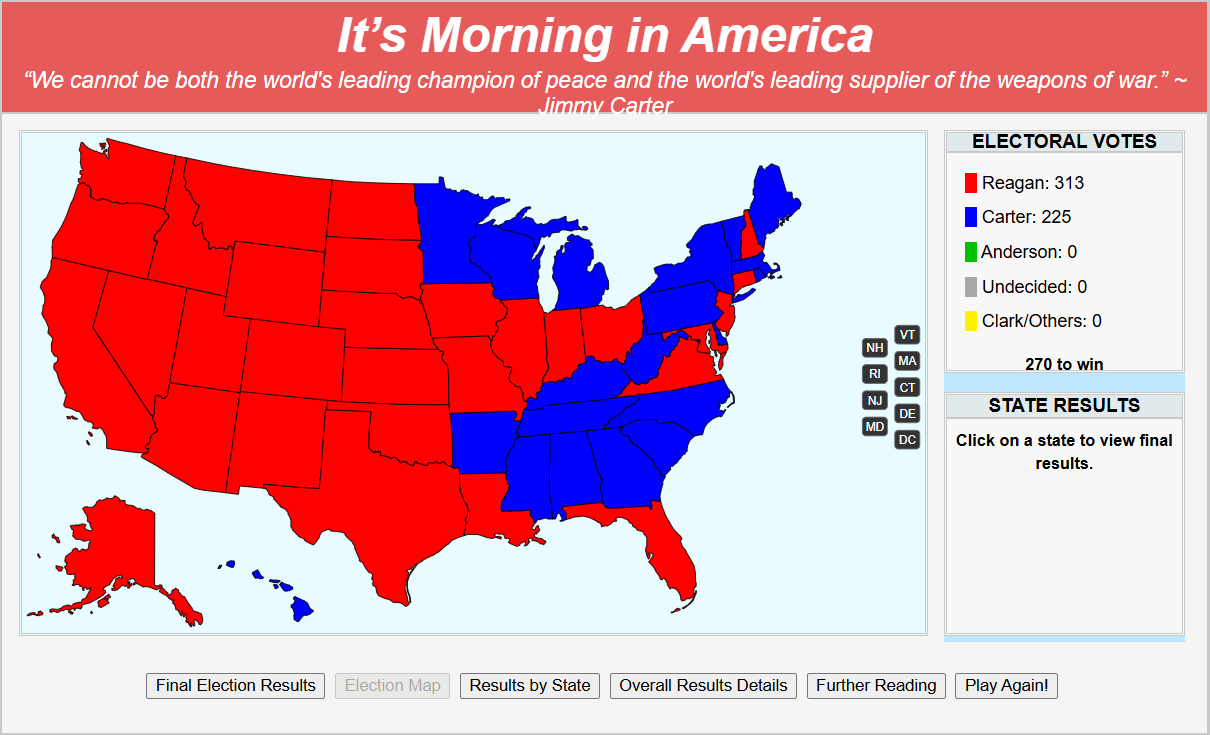 It’s Morning in America
“We cannot be both the world's leading champion of peace and the world's leading supplier of the weapons of war.” ~
Jimmy Carter
ELECTORAL VOTES
Reagan: 313
Carter: 225
Anderson: 0
Undecided: 0
Clark/Others: 0
270 to win
STATE RESULTS
Click on a state to view final
results.
VT
NH
MA
RI
CT
NJ
DE
MD
DC
Final Election Results
Election Map
Results by State
Overall Results Details
Further Reading
Play Again!